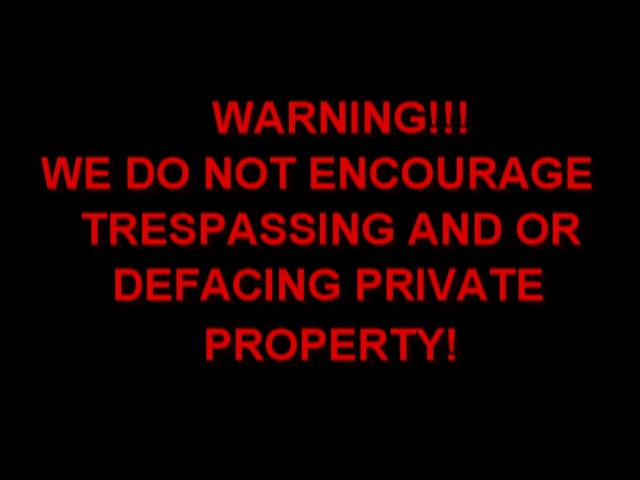 WARNING!!!
WE DO NOT ENCOURAGE
TRESPASSING AND OR
DEFACING PRIVATE
PROPERTY!